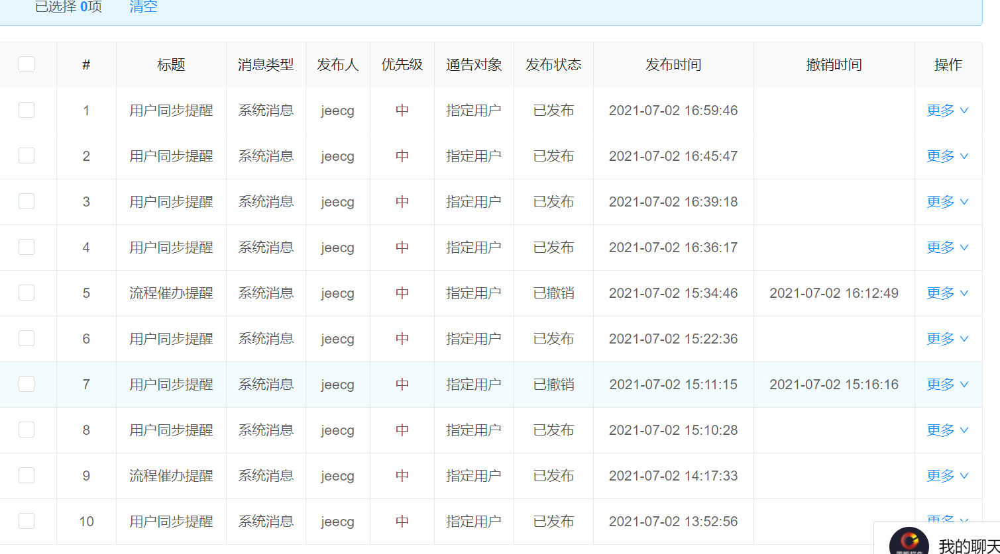 已选择 0项 清空
# 标题 消息类型 发布人 优先级 通告对象 发布状态 发布时间 撤销时间 操作
1 用户同步提醒 系统消息 jeecg 中 指定用户 已发布 2021-07-02 16:59:46 更多
2 用户同步提醒 系统消息 jeecg 中 指定用户 已发布 2021-07-02 16:45:47 更多
3 用户同步提醒 系统消息 jeecg 中 指定用户 已发布 2021-07-02 16:39:18 更多
4 用户同步提醒 系统消息 jeecg 中 指定用户 已发布 2021-07-02 16:36:17 更多
5 流程催办提醒 系统消息 jeecg 中 指定用户 已撤销 2021-07-02 15:34:46 2021-07-02 16:12:49 更多
6 用户同步提醒 系统消息 jeecg 中 指定用户 已发布 2021-07-02 15:22:36 更多
7 用户同步提醒 系统消息 jeecg 中 指定用户 已撤销 2021-07-02 15:11:15 2021-07-02 15:16:16 更多
8 用户同步提醒 系统消息 jeecg 中 指定用户 已发布 2021-07-02 15:10:28 更多
9 流程催办提醒 系统消息 jeecg 中 指定用户 已发布 2021-07-02 14:17:33 更多
10 用户同步提醒 系统消息 jeecg 中 指定用户 已发布 2021-07-02 13:52:56 更多
我的聊天